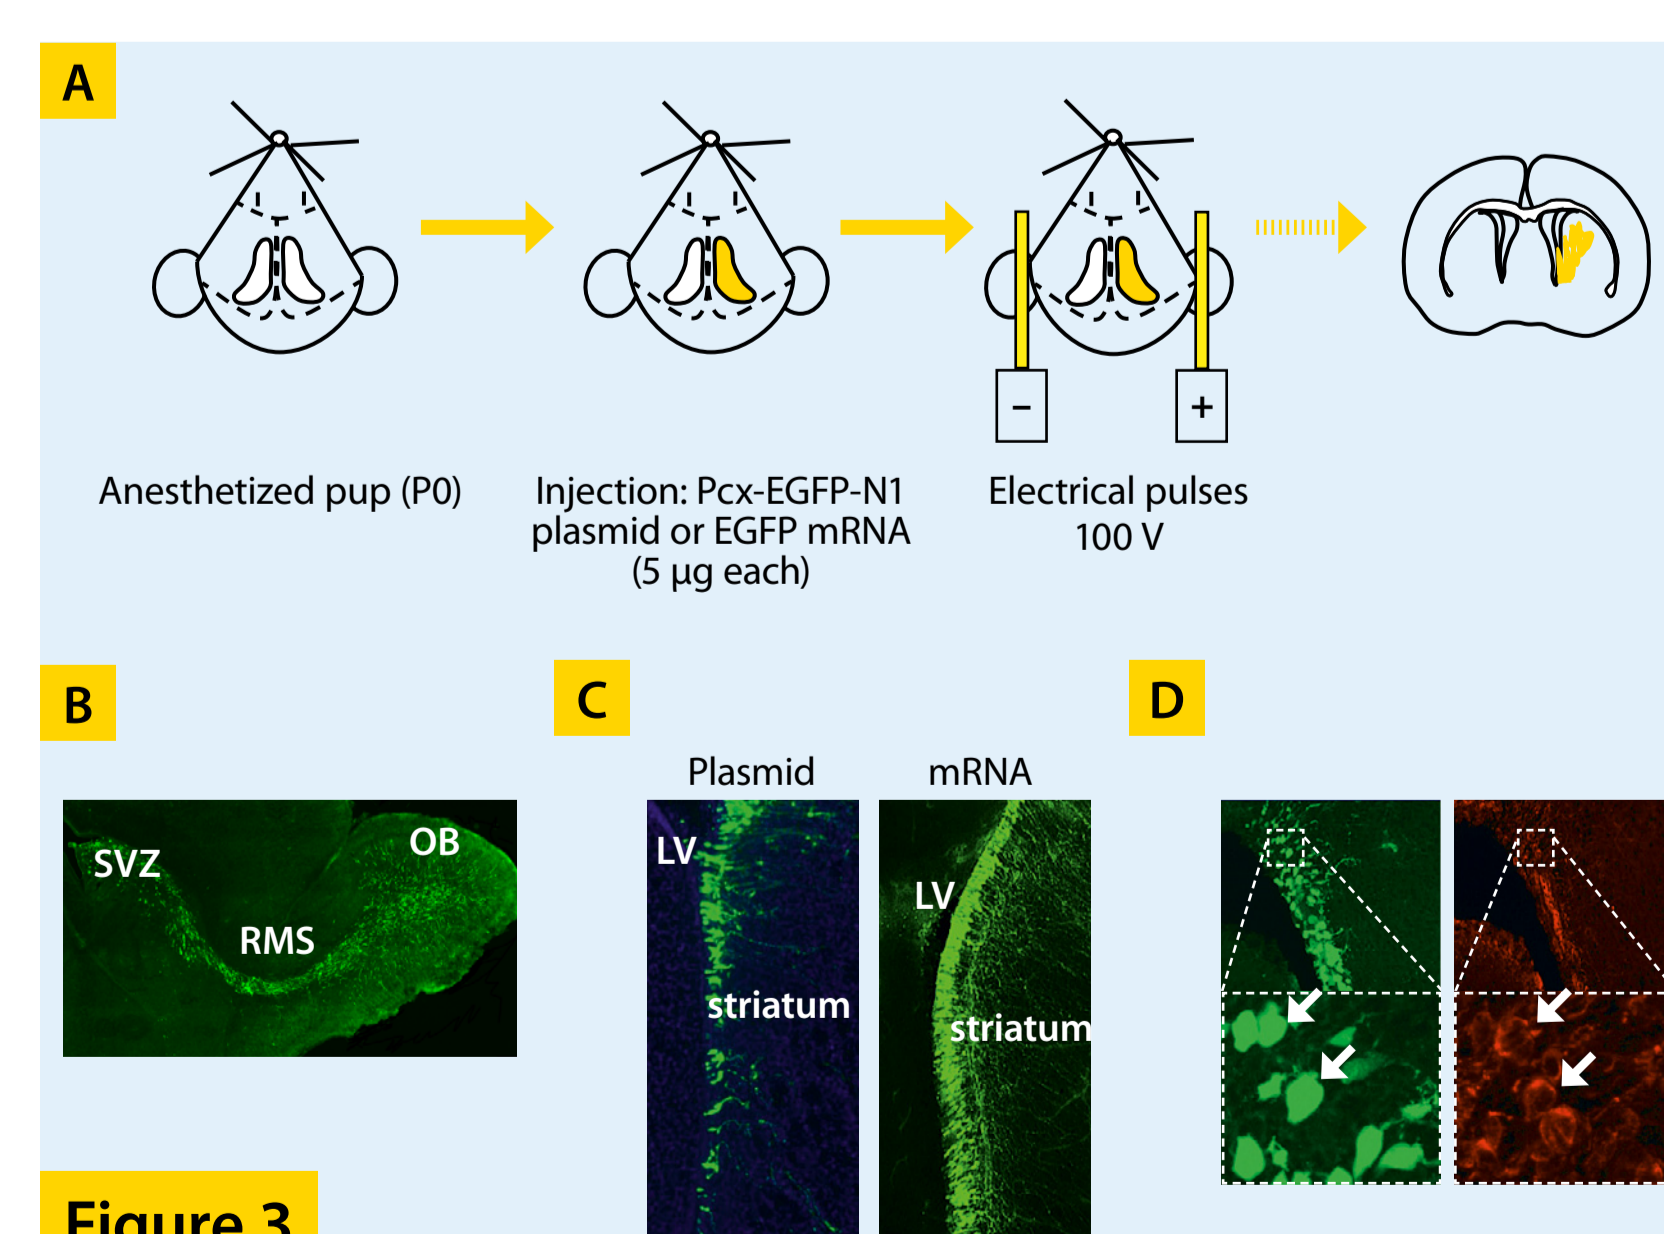 A
−
+
Anesthetized pup (P0)
Injection: Pcx-EGFP-N1
plasmid or EGFP mRNA
(5 µg each)
Electrical pulses
100 V
B
SVZ
RMS
OB
C
Plasmid
mRNA
LV
striatum
LV
striatum
D
Figure 3